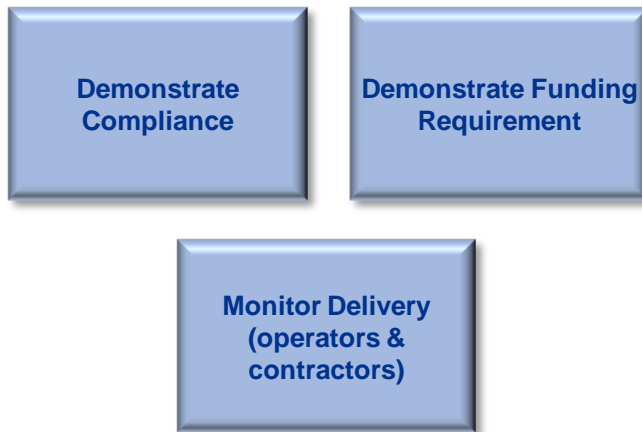 Demonstrate
Compliance
Demonstrate Funding
Requirement
Monitor Delivery
(operators &
contractors)